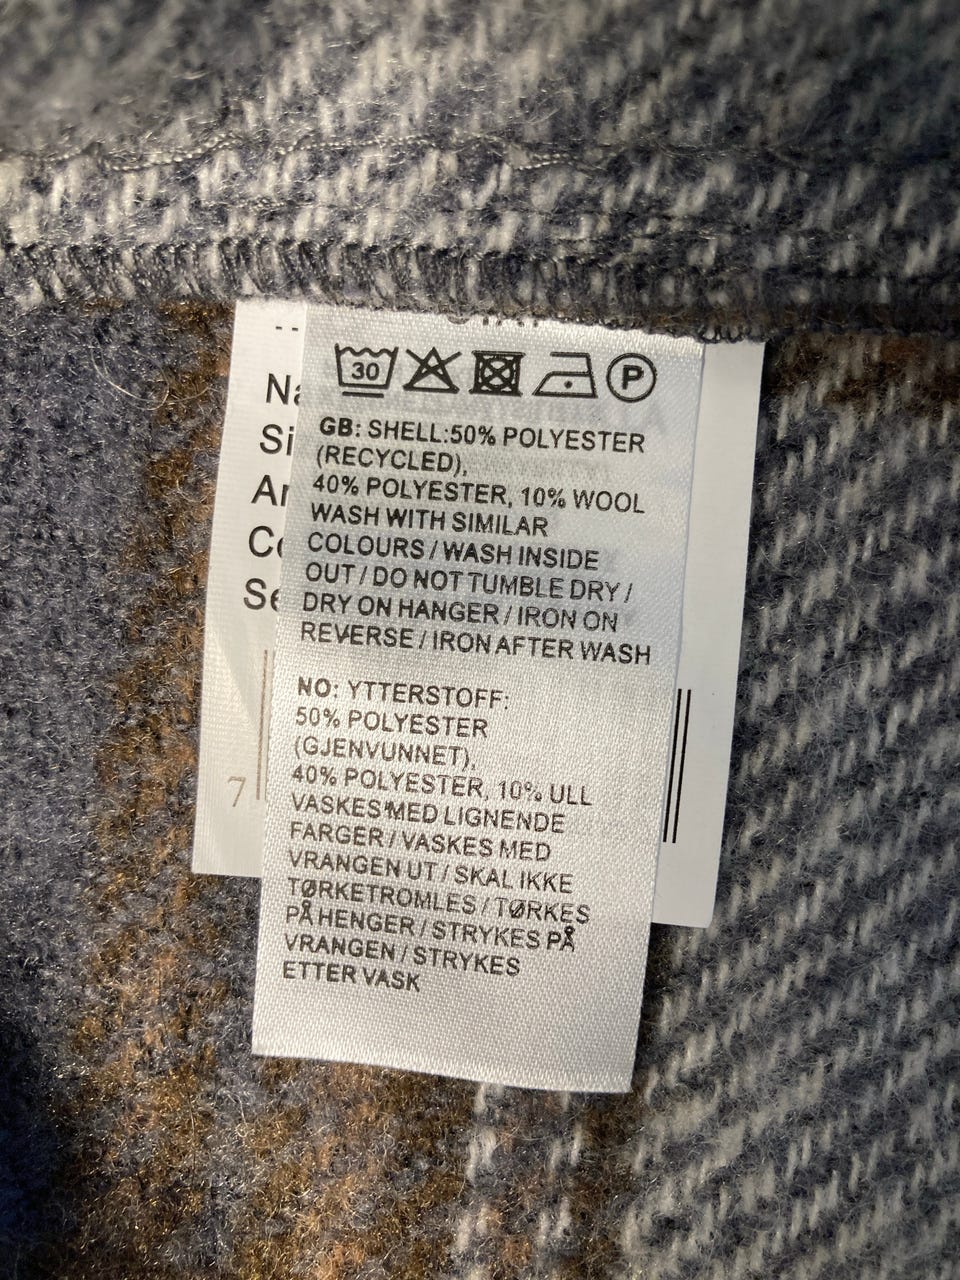 30 P
GB: SHELL:50% POLYESTER
(RECYCLED),
40% POLYESTER, 10% WOOL
WASH WITH SIMILAR
COLOURS / WASH INSIDE
OUT / DO NOT TUMBLE DRY /
DRY ON HANGER / IRON ON
REVERSE / IRON AFTER WASH
NO: YTTERSTOFF:
50% POLYESTER
(GJENVUNNET),
40% POLYESTER, 10% ULL
VASKES MED LIGNENDE
FARGER / VASKES MED
VRANGEN UT / SKAL IKKE
TØRKETROMLES / TØRKES
PÅ HENGER / STRYKES PÅ
VRANGEN / STRYKES
ETTER VASK
7